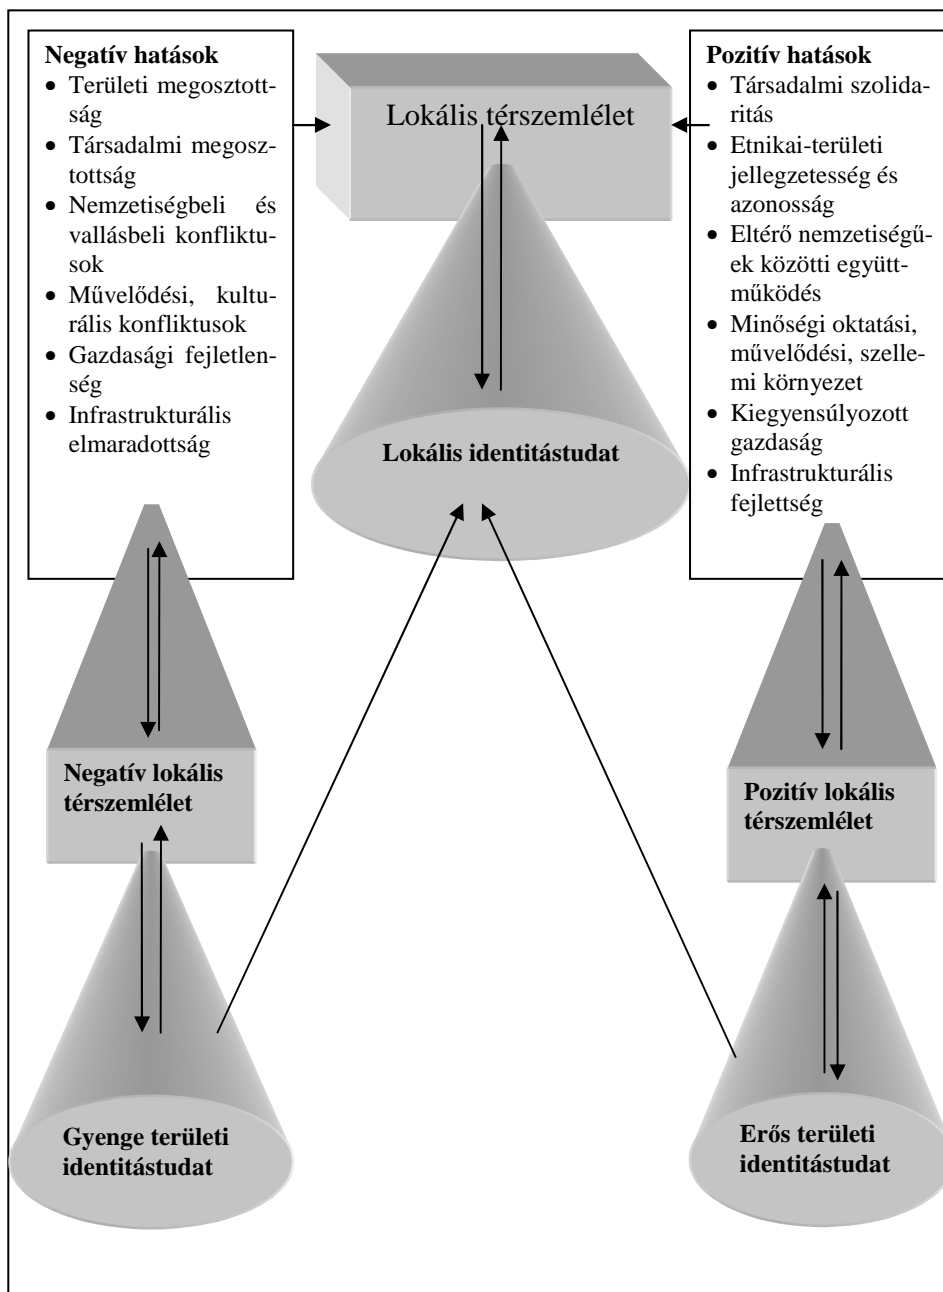 Negatív hatások
• Területi megosztott-
ság
• Társadalmi megosz-
tottság
• Nemzetiségbeli és
vallásbeli konfliktu-
sok
• Művelődési, kultu-
rális konfliktusok
• Gazdasági fejletlen-
ség
• Infrastrukturális
elmaradottság
Lokális térszemlélet
Lokális identitástudat
Pozitív hatások
• Társadalmi szolida-
ritás
• Etnikai-területi
jellegzetesség és
azonosság
• Eltérő nemzetiségű-
ek közötti együtt-
működés
• Minőségi oktatási,
művelődési, szelle-
mi környezet
• Kiegyensúlyozott
gazdaság
• Infrastrukturális
fejlettség
Negatív lokális
térszemlélet
Pozitív lokális
térszemlélet
Gyenge területi
identitástudat
Erős területi
identitástudat